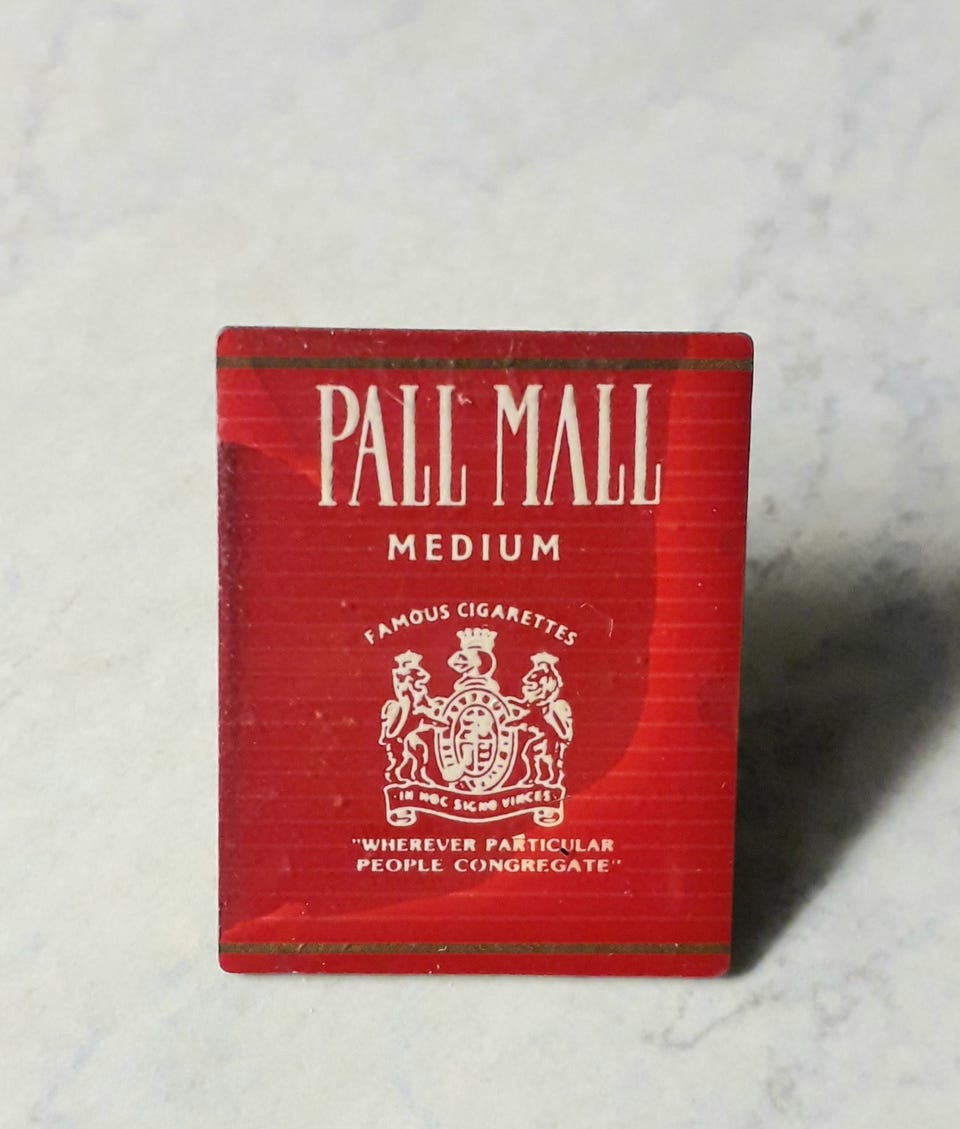 PALL MALL
MEDIUM
FAMOUS CIGARETTES
IN HOC SIGNO VINCES
"WHEREVER PARTICULAR
PEOPLE CONGREGATE"